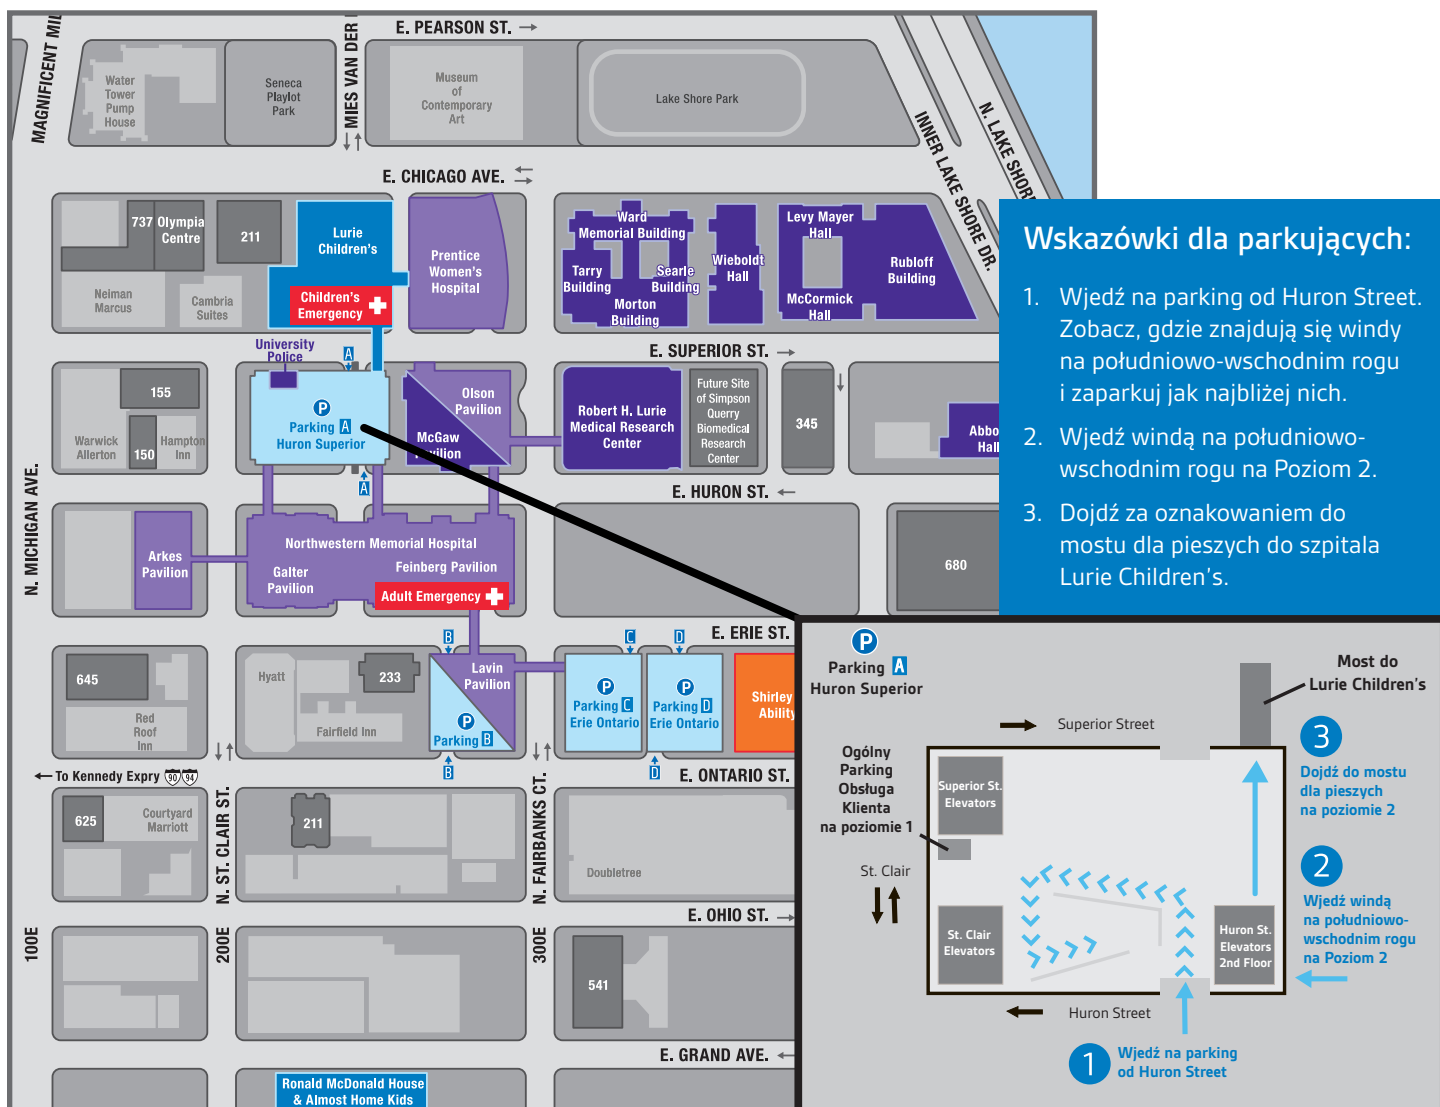 E. PEARSON ST.
MAGNIFICENT MIL
MIES VAN DER
Water
Tower
Pump
House
Seneca
Playlot
Park
Museum
of
Contemporary
Art
Lake Shore Park
INNER LAKE SHORE DR.
N. LAKE SHORE
E. CHICAGO AVE.
737
Olympia
Centre
211
Lurie
Children's
Children's
Emergency
Neiman
Marcus
Cambria
Suites
Prentice
Women's
Hospital
Ward
Memorial Building
Tarry
Building
Searle
Building
Morton
Building
Wieboldt
Hall
Levy Mayer
Hall
McCormick
Hall
Rubloff
Building
E. SUPERIOR ST.
University
Police
A
155
150
Warwick
Allerton
Hampton
Inn
P
Parking A
Huron Superior
A
Olson
Pavilion
McGaw
Pavilion
Robert H. Lurie
Medical Research
Center
Future Site
of Simpson
Querry
Biomedical
Research
Center
345
Abbo
Hall
N. MICHIGAN AVE.
E. HURON ST.
Arkes
Pavilion
Northwestern Memorial Hospital
Galter
Pavilion
Feinberg Pavilion
Adult Emergency
680
E. ERIE ST.
645
Red
Roof
Inn
Hyatt
233
Fairfield Inn
B
Lavin
Pavilion
P
Parking B
B
C
P
Parking C
Erie Ontario
D
P
Parking D
Erie Ontario
D
Shirley
Ability
To Kennedy Expry 90 94
E. ONTARIO ST.
N. ST. CLAIR ST.
N. FAIRBANKS CT.
625
Courtyard
Marriott
211
Doubletree
E. OHIO ST.
100E
200E
300E
541
E. GRAND AVE.
Ronald McDonald House
& Almost Home Kids
Wskazówki dla parkujących:
1. Wjedź na parking od Huron Street.
Zobacz, gdzie znajdują się windy
na południowo-wschodnim rogu
i zaparkuj jak najbliżej nich.
2. Wjedź windą na południowo-
wschodnim rogu na Poziom 2.
3. Dojdź za oznakowaniem do
mostu dla pieszych do szpitala
Lurie Children's.
P
Parking A
Huron Superior
Most do
Lurie Children's
Superior Street
Ogólny
Parking
Obsługa
Klienta
na poziomie 1
Superior St.
Elevators
St. Clair
St. Clair
Elevators
Huron St.
Elevators
2nd Floor
3
Dojdź do mostu
dla pieszych
na poziomie 2
2
Wjedź windą
na południowo-
wschodnim rogu
na Poziom 2
Huron Street
1
Wjedź na parking
od Huron Street